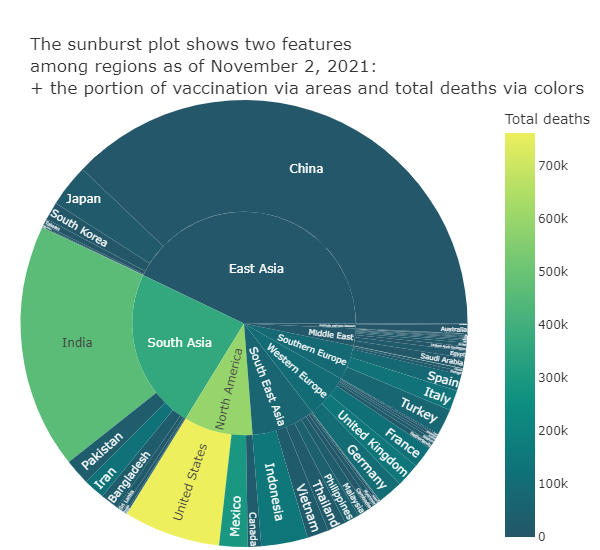 The sunburst plot shows two features
among regions as of November 2, 2021:
+ the portion of vaccination via areas and total deaths via colors
Total deaths
700k
600k
500k
400k
300k
200k
100k
0
China
Japan
South Korea
Taiwan
East Asia
India
South Asia
Pakistan
Iran
Bangladesh
Sri Lanka
North America
United States
Mexico
Canada
South East Asia
Indonesia
Vietnam
Thailand
Philippines
Malaysia
Western Europe
Germany
United Kingdom
France
Netherlands
Southern Europe
Turkey
Italy
Spain
Middle East
Saudi Arabia
Egypt
Australia